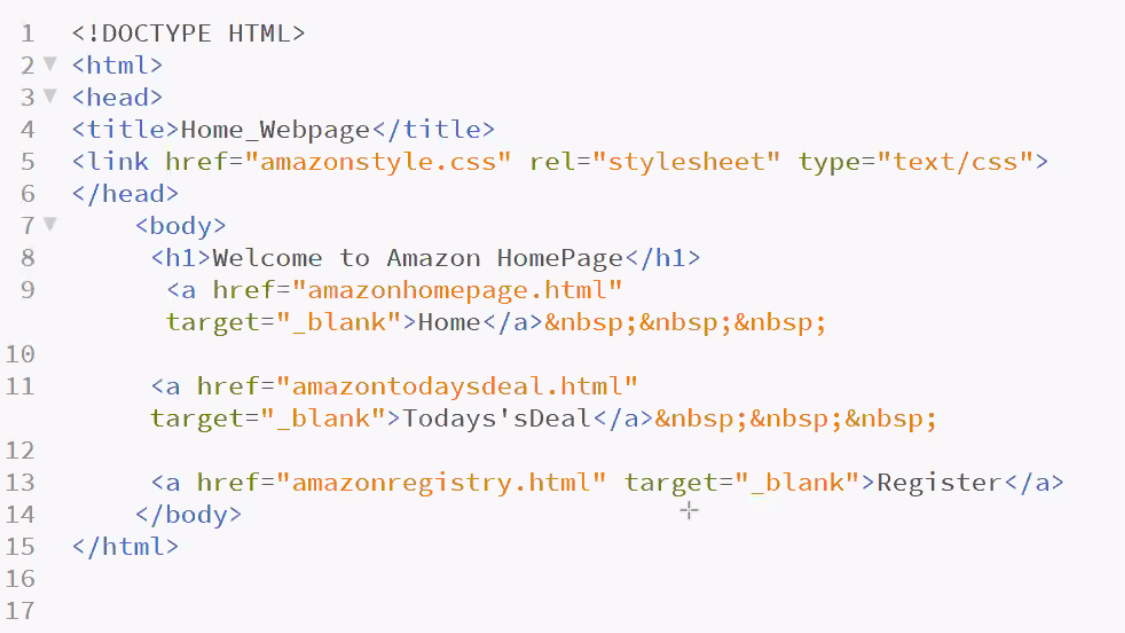 1 <!DOCTYPE HTML>
2 <html>
3 <head>
4 <title>Home_Webpage</title>
5 <link href="amazonstyle.css" rel="stylesheet" type="text/css">
6 </head>
7 <body>
8 <h1>Welcome to Amazon HomePage</h1>
9 <a href="amazonhomepage.html"
target="_blank">Home</a>&nbsp;&nbsp;&nbsp;
10
11 <a href="amazontodaysdeal.html"
target="_blank">Todays'sDeal</a>&nbsp;&nbsp;&nbsp;
12
13 <a href="amazonregistry.html" target="_blank">Register</a>
14 </body>
15 </html>
16
17